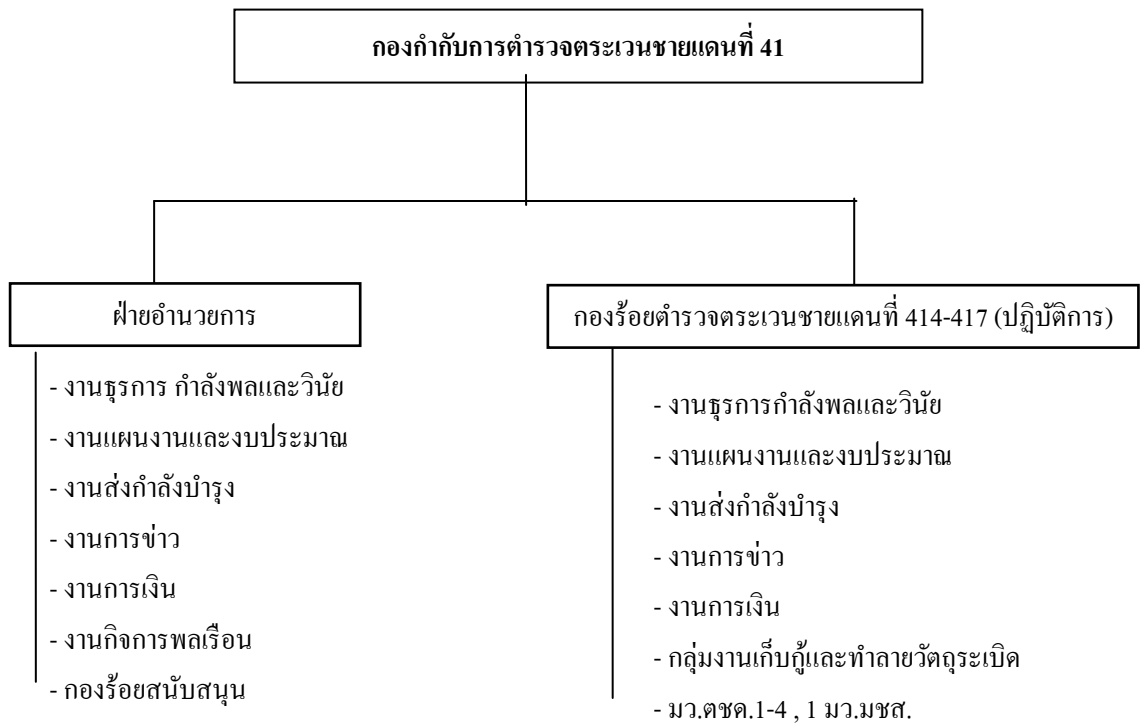 กองกำกับการตำรวจตระเวนชายแดนที่ 41
ฝ่ายอำนวยการ
- งานธุรการ กำลังพลและวินัย
- งานแผนงานและงบประมาณ
- งานส่งกำลังบำรุง
- งานการข่าว
- งานการเงิน
- งานกิจการพลเรือน
- กองร้อยสนับสนุน
กองร้อยตำรวจตระเวนชายแดนที่ 414-417 (ปฏิบัติการ)
- งานธุรการกำลังพลและวินัย
- งานแผนงานและงบประมาณ
- งานส่งกำลังบำรุง
- งานการข่าว
- งานการเงิน
- กลุ่มงานเก็บกู้และทำลายวัตถุระเบิด
- มว.ตชด.1-4 , 1 มว.มชส.